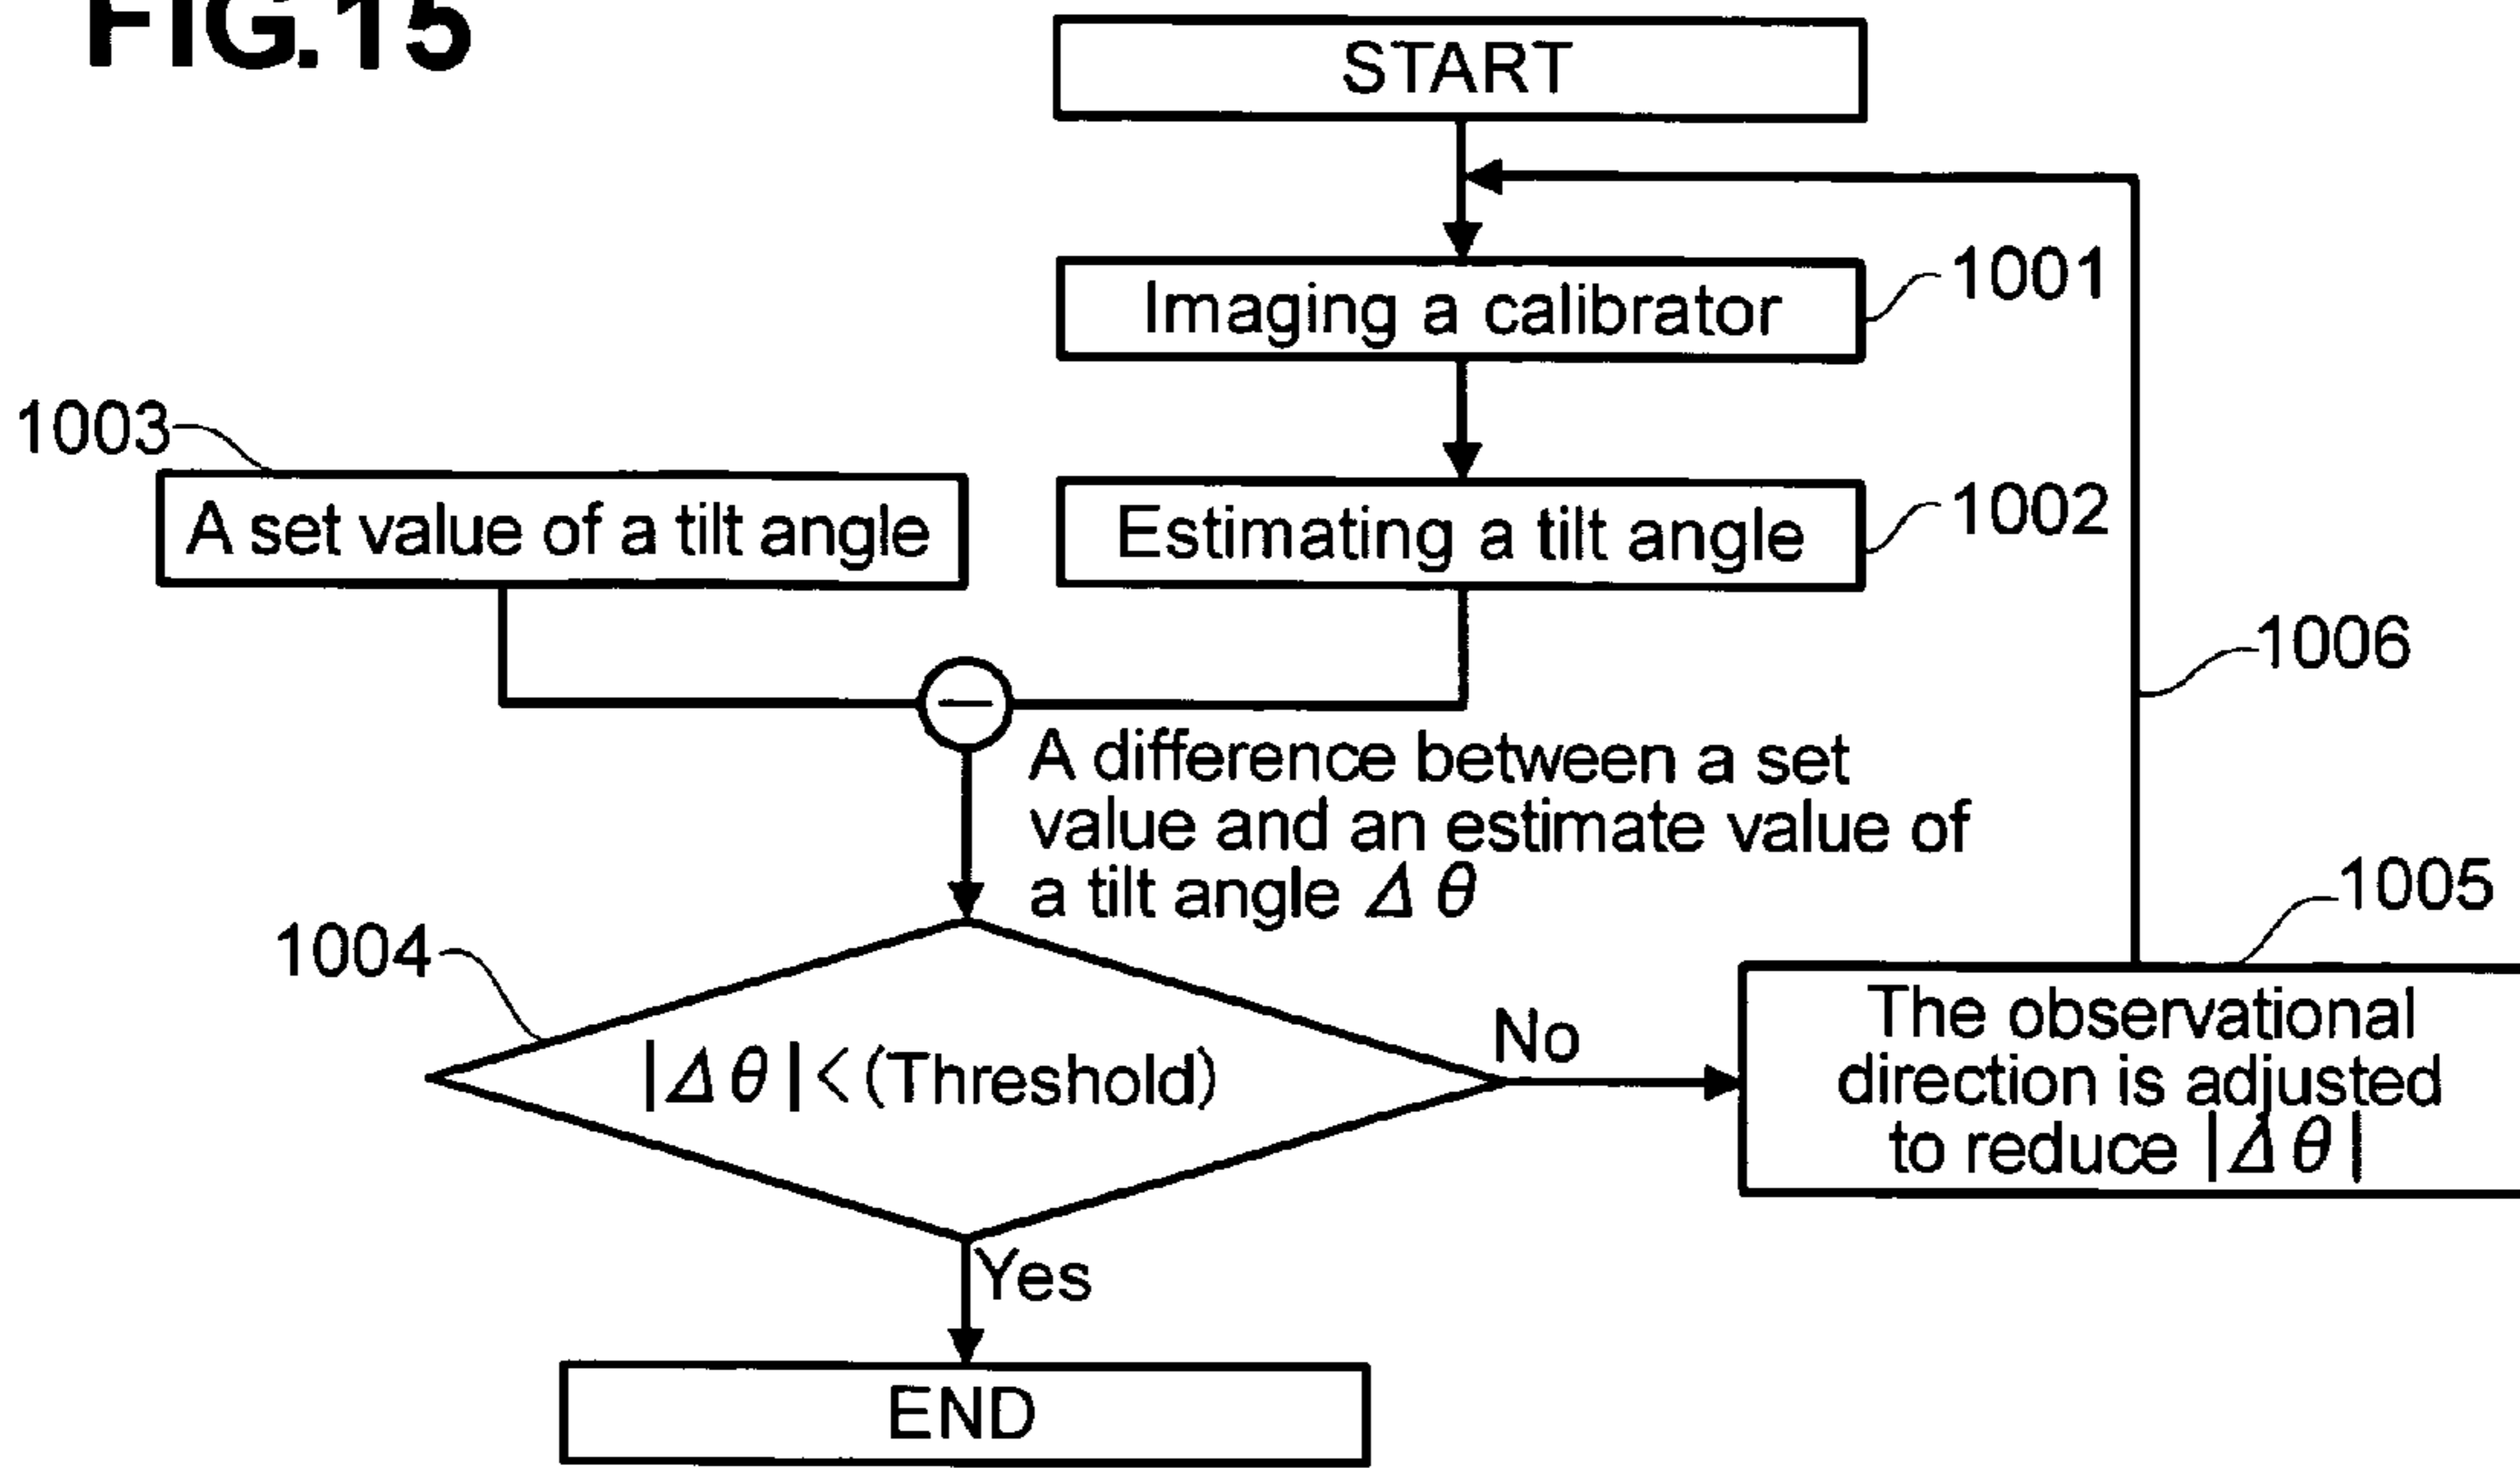 FIG.15
START
Imaging a calibrator
1001
1003
A set value of a tilt angle
Estimating a tilt angle
1002
1006
—
A difference between a set
value and an estimate value of
a tilt angle Δθ
1004
|Δθ|<(Threshold)
No
1005
The observational
direction is adjusted
to reduce |Δθ|
Yes
END